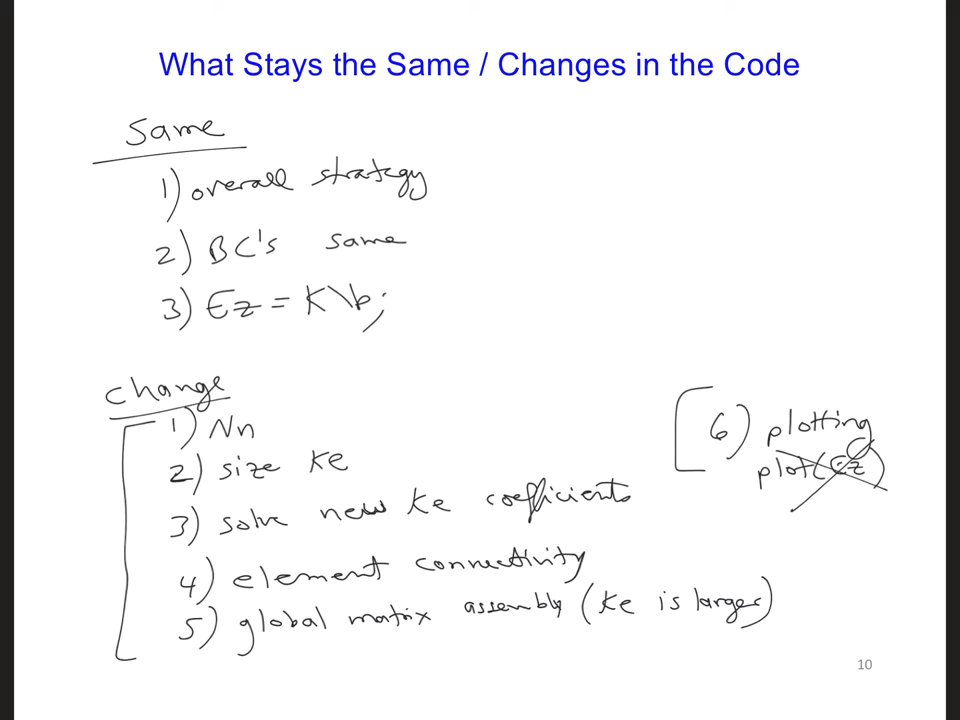 What Stays the Same / Changes in the Code
Same
1) overall strategy
2) BC's same
3) Ez = K\b;
change
1) Nn
2) size Ke
3) solve new Ke coefficients
4) element connectivity
5) global matrix assembly (Ke is larger)
6) plotting
plot(Ez)
10